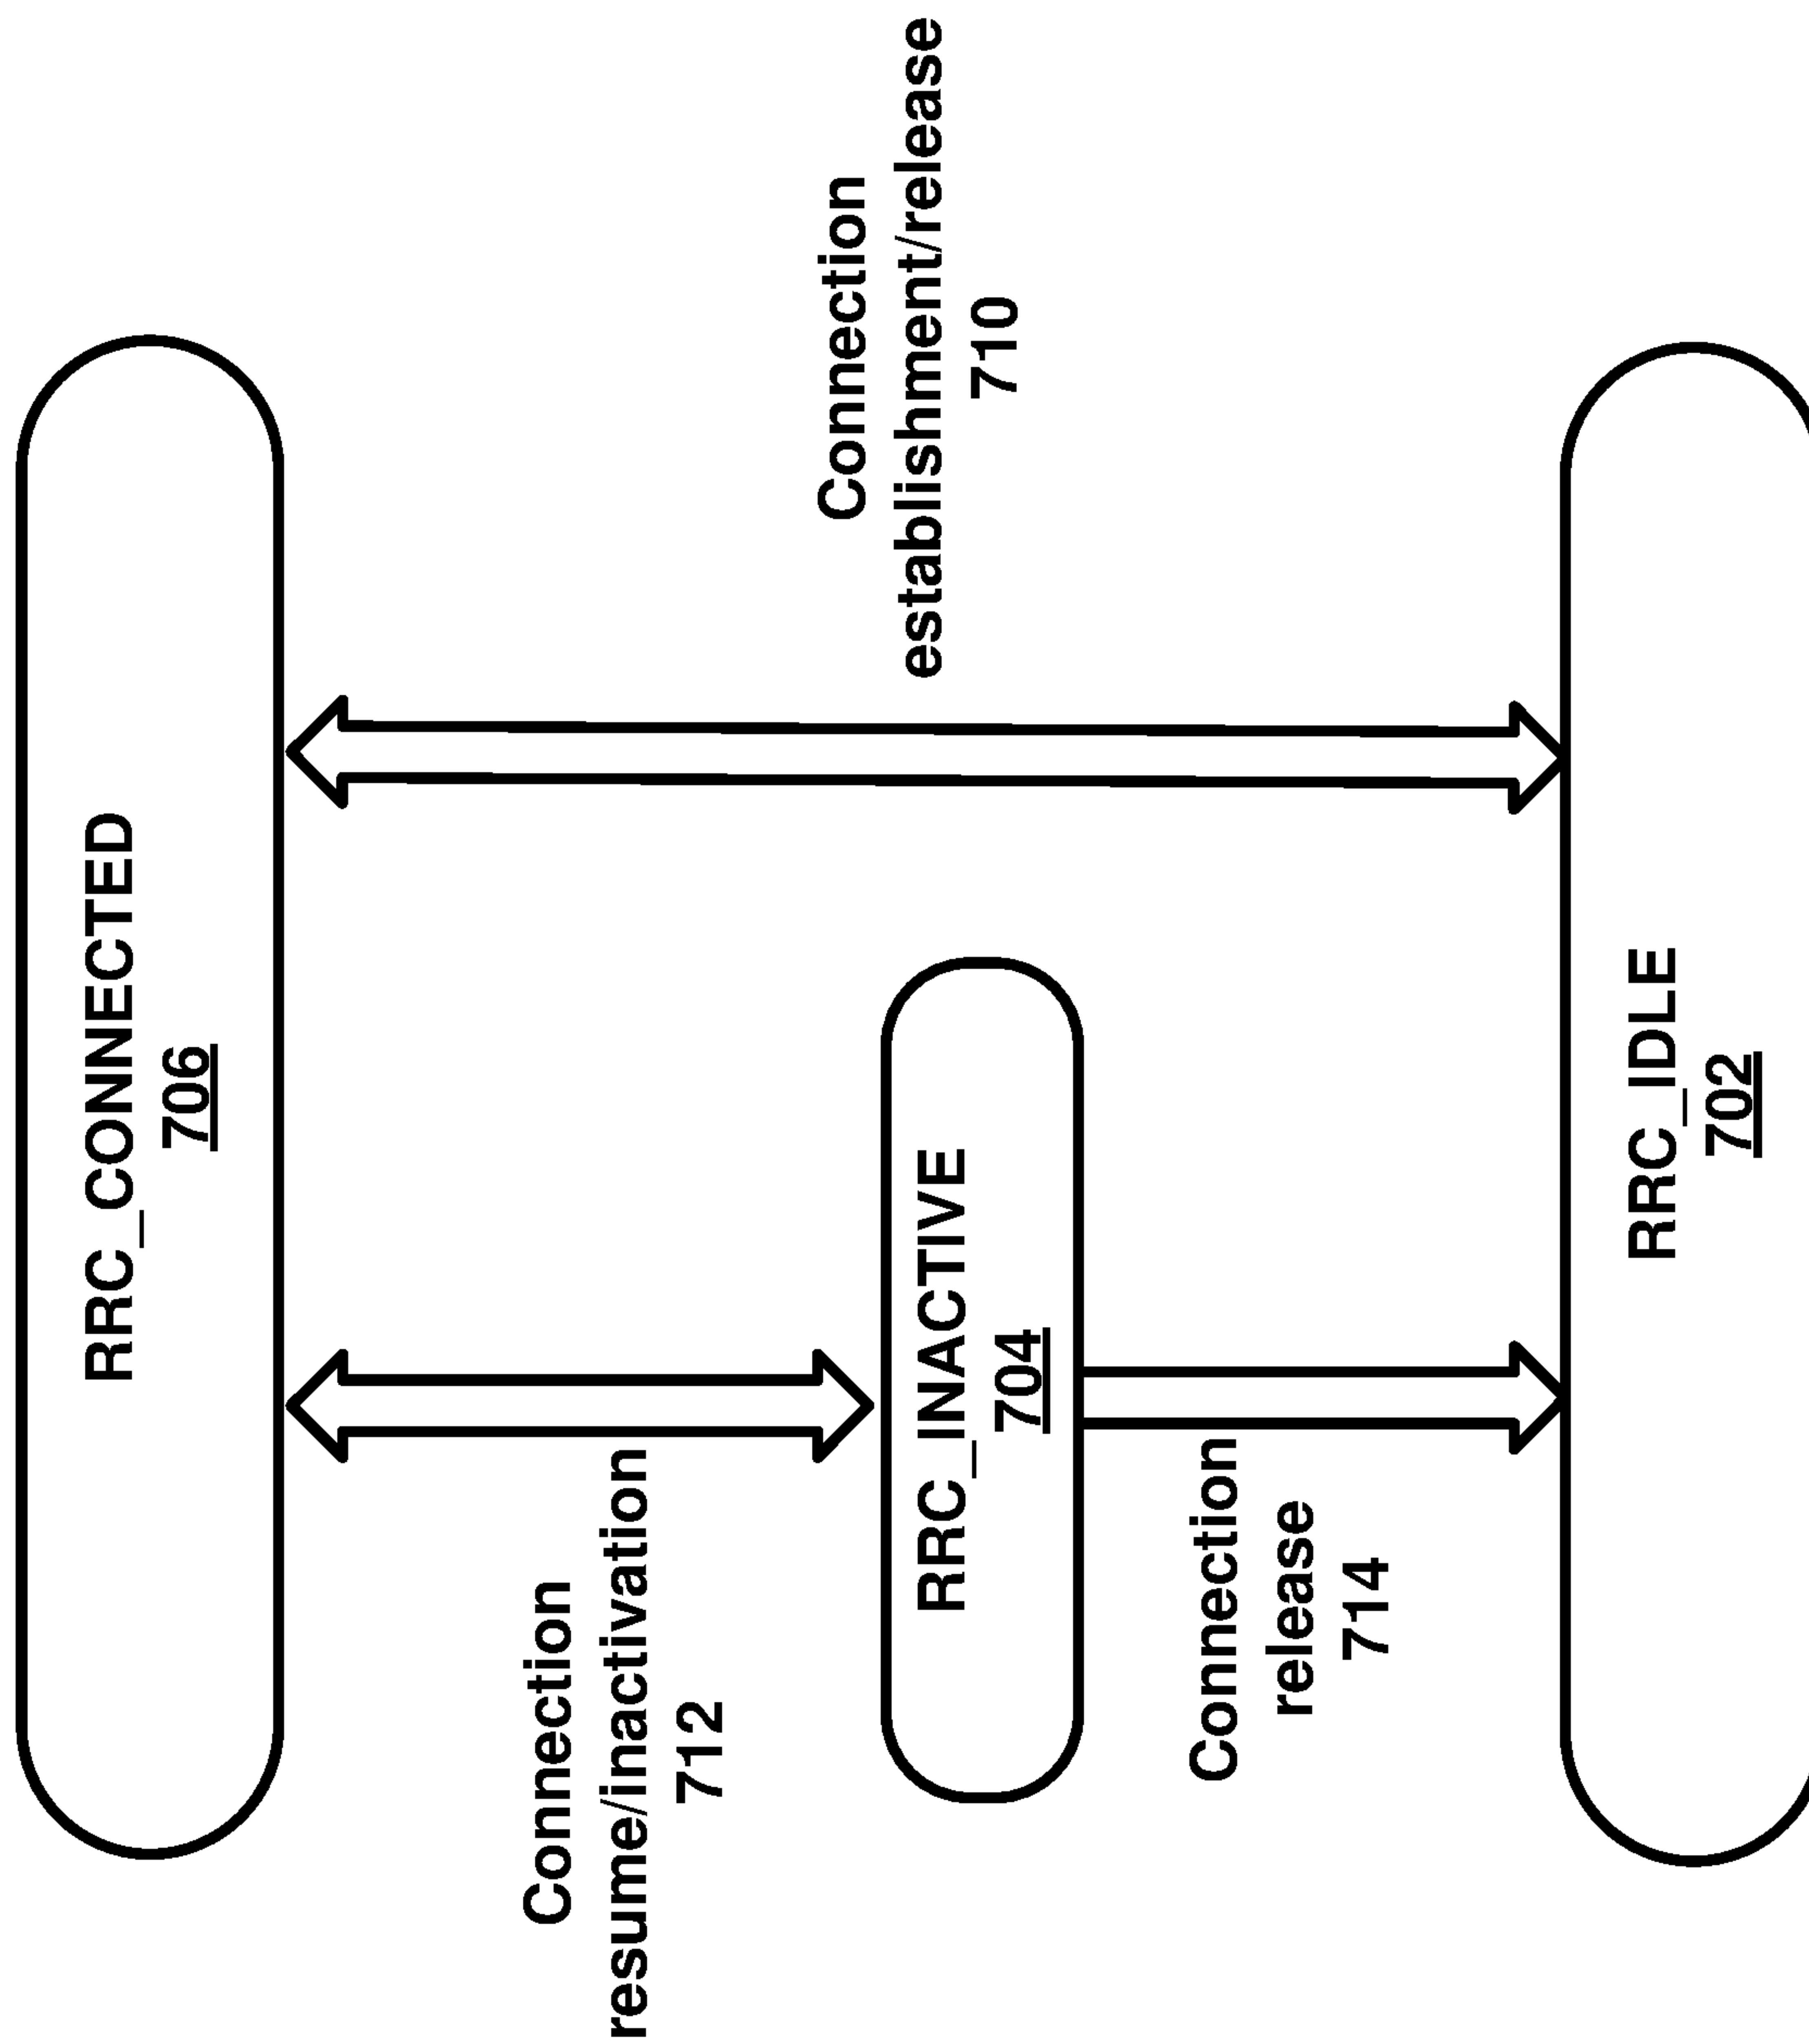 RRC_CONNECTED
706
Connection
resume/inactivation
712
Connection
establishment/release
710
RRC_INACTIVE
704
Connection
release
714
RRC_IDLE
702